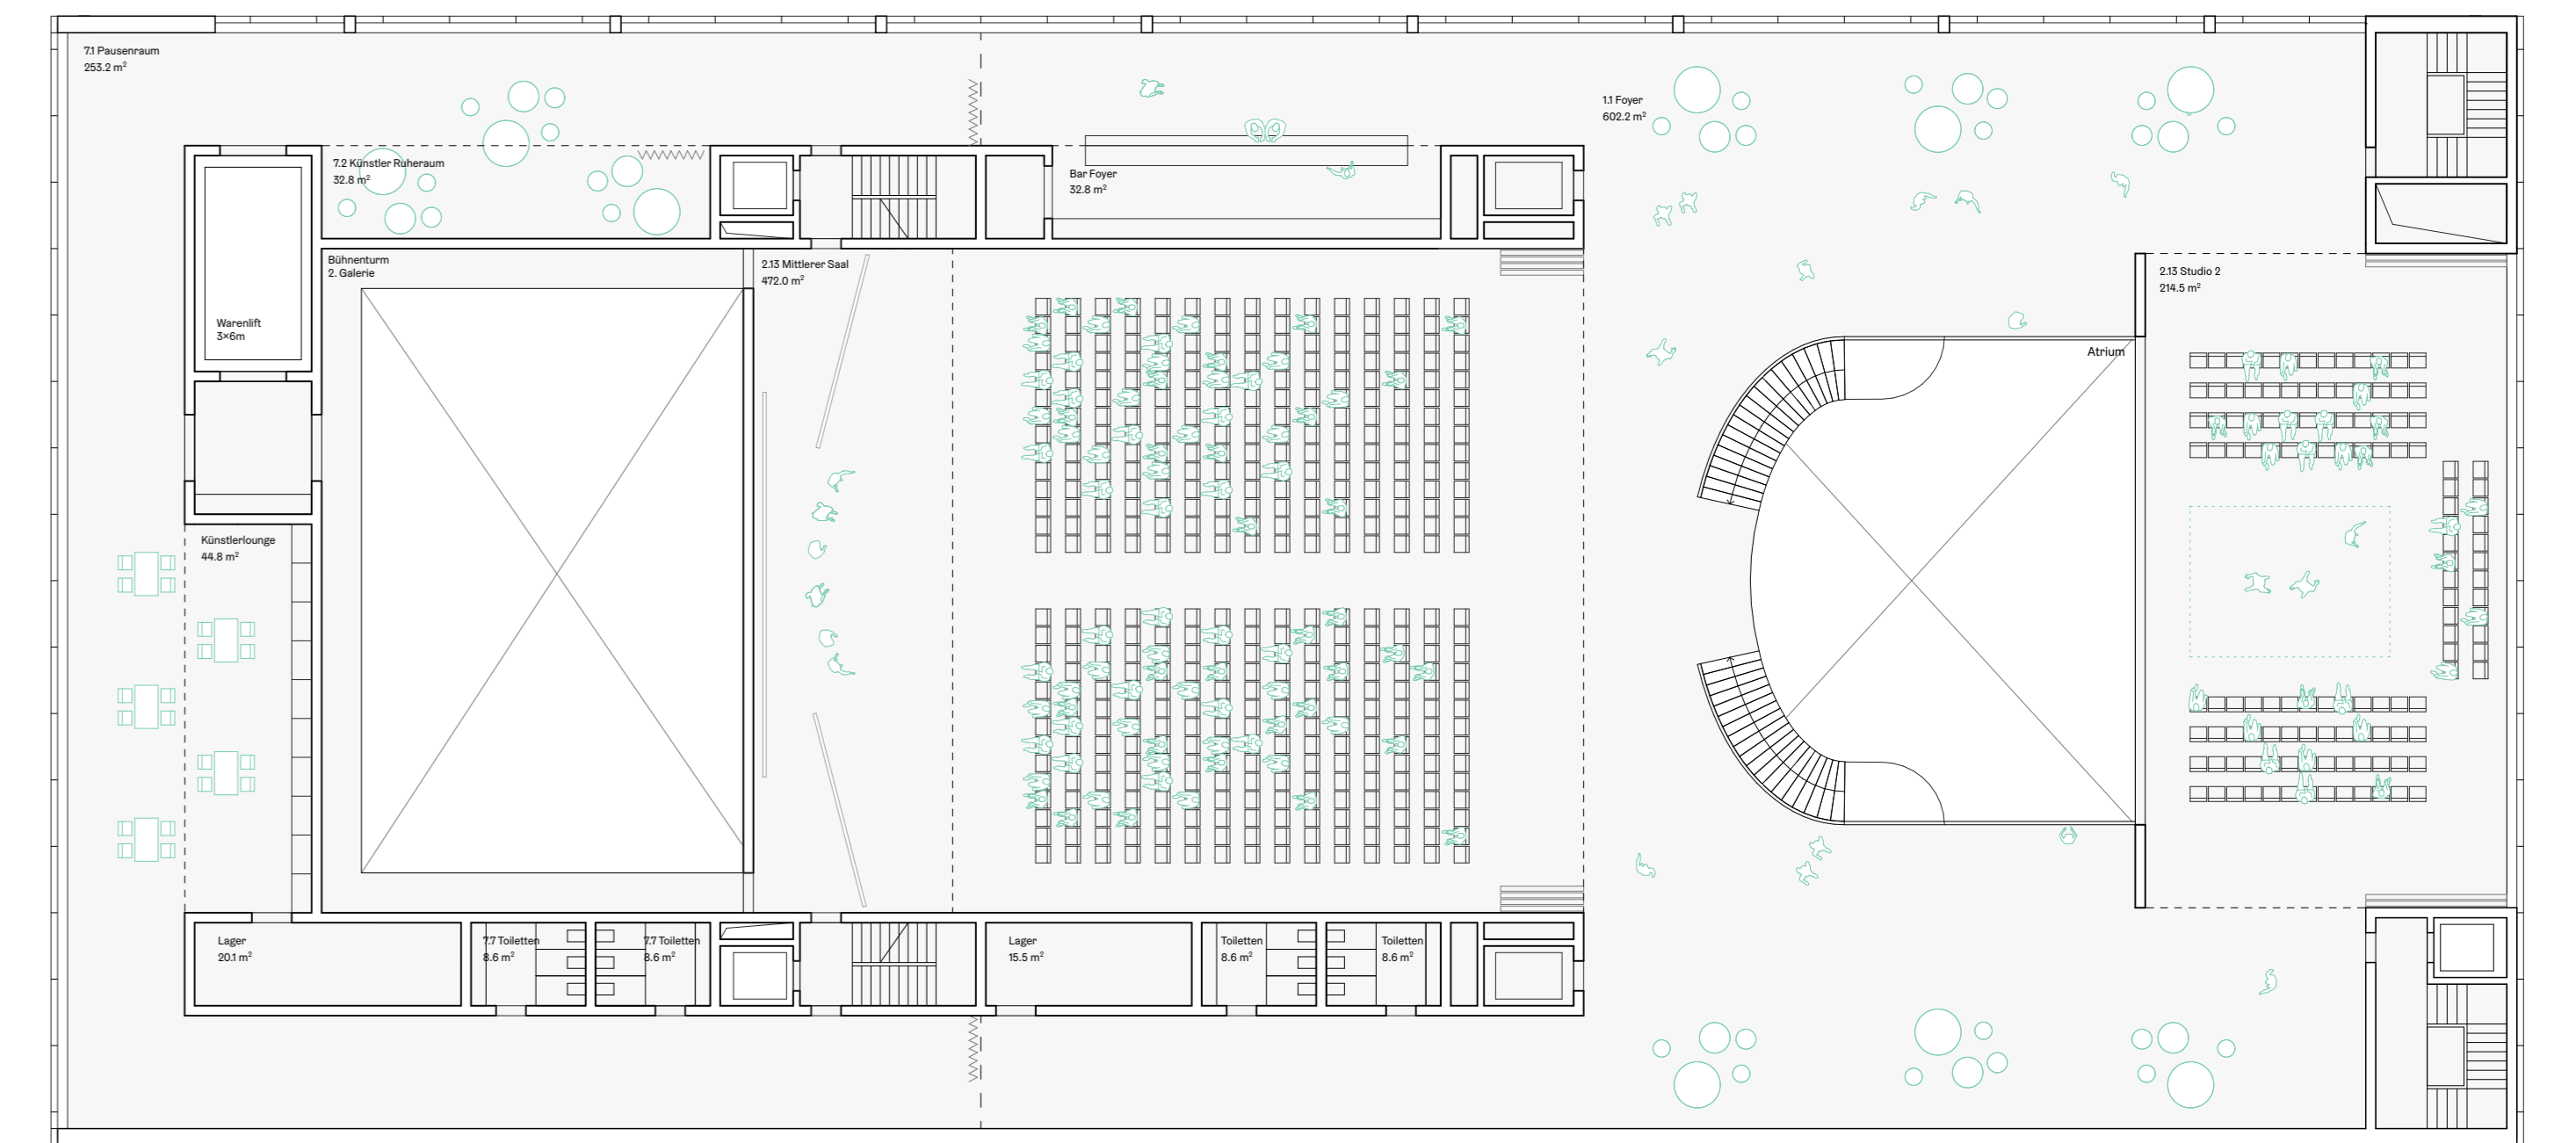 7.1 Pausenraum
253.2 m²
1.1 Foyer
602.2 m²
7.2 Künstler Ruheraum
32.8 m²
Bar Foyer
32.8 m²
Bühnenturm
2. Galerie
2.13 Mittlerer Saal
472.0 m²
2.13 Studio 2
214.5 m²
Warenlift
3×6m
Atrium
Künstlerlounge
44.8 m²
Lager
20.1 m²
7.7 Toiletten
8.6 m²
7.7 Toiletten
8.6 m²
Lager
15.5 m²
Toiletten
8.6 m²
Toiletten
8.6 m²